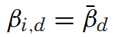 β_{i,d} = β̄_d